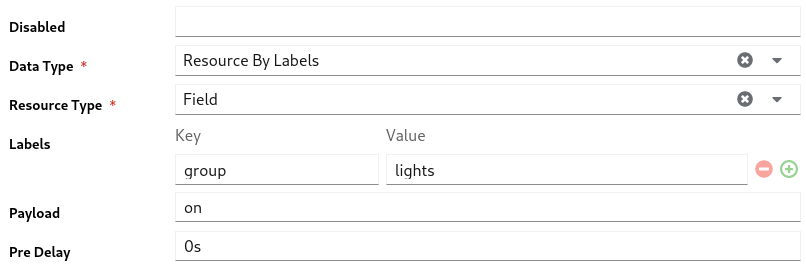 Disabled
Data Type * Resource By Labels
Resource Type * Field
Labels Key Value
group lights
Payload on
Pre Delay 0s